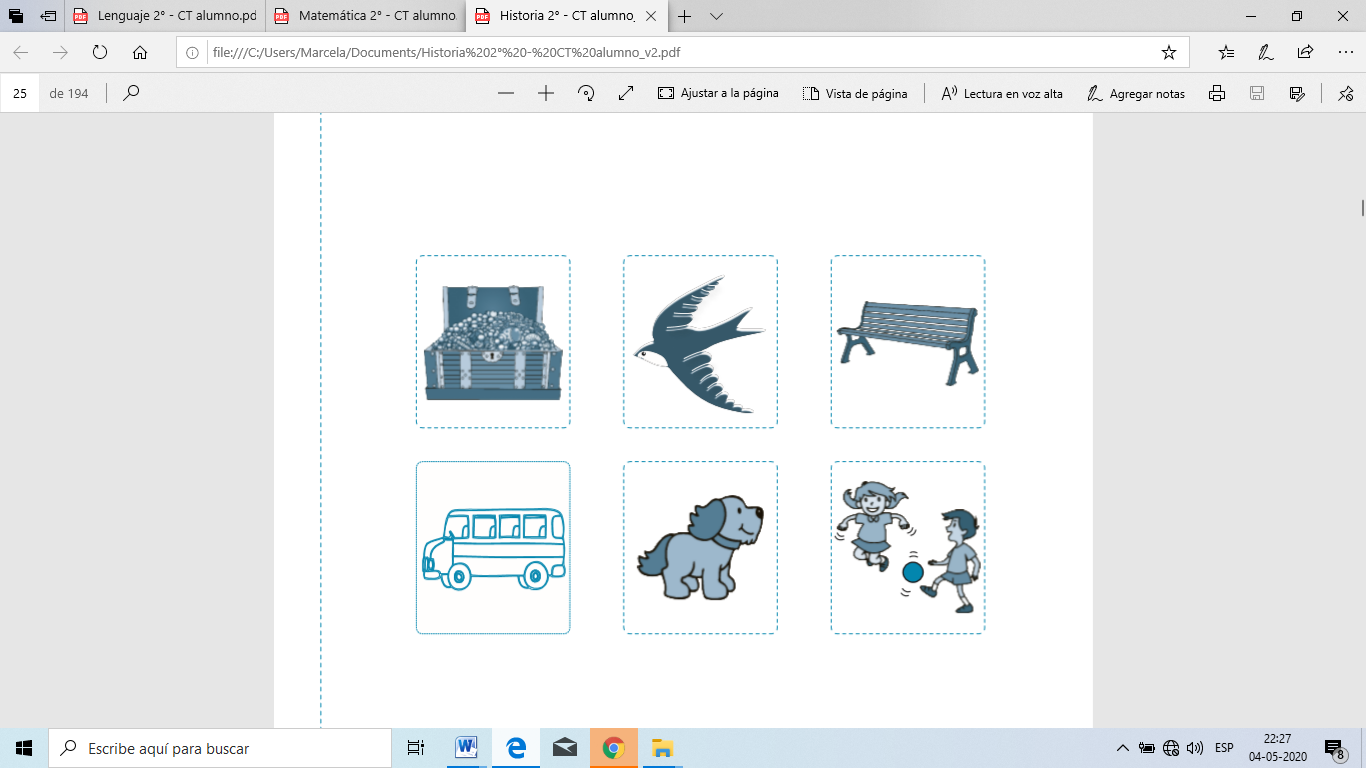 Lenguaje 2° - CT alumno.pd
Matemática 2° - CT alumno.
Historia 2° - CT alumno_
file:///C:/Users/Marcela/Documents/Historia%202°%20-%20CT%20alumno_v2.pdf
25 de 194
Ajustar a la página
Vista de página
Lectura en voz alta
Agregar notas
Escribe aquí para buscar
ESP
22:27
04-05-2020
8